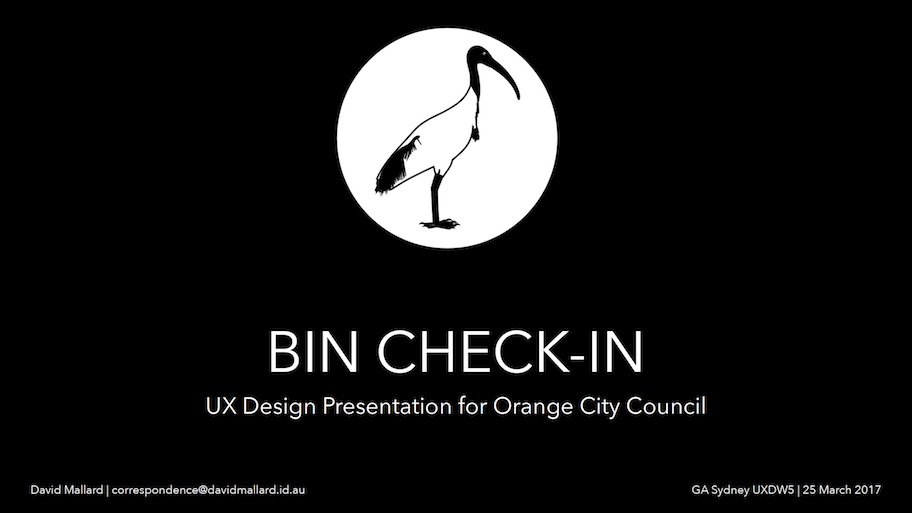 BIN CHECK-IN
UX Design Presentation for Orange City Council
David Mallard | correspondence@davidmallard.id.au
GA Sydney UXDW5 | 25 March 2017